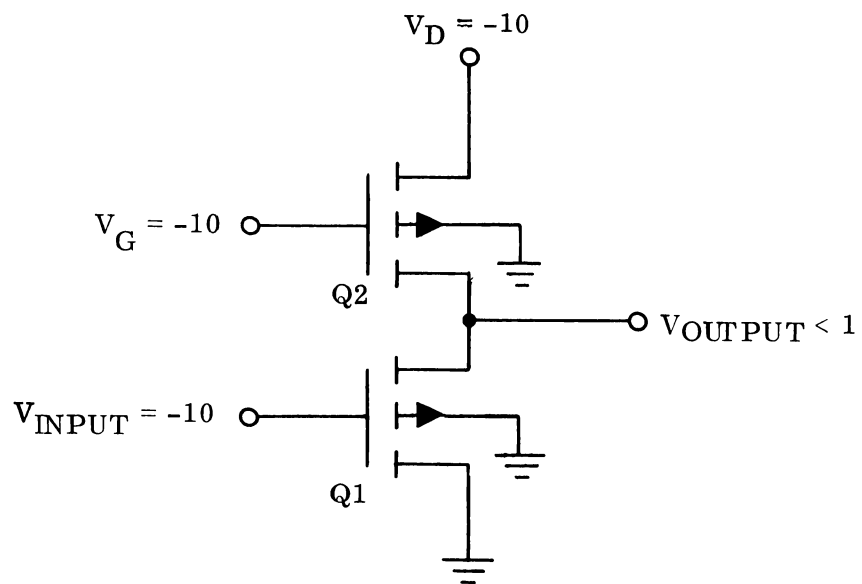 V_D = -10
V_G = -10
Q2
V_OUTPUT < 1
V_INPUT = -10
Q1